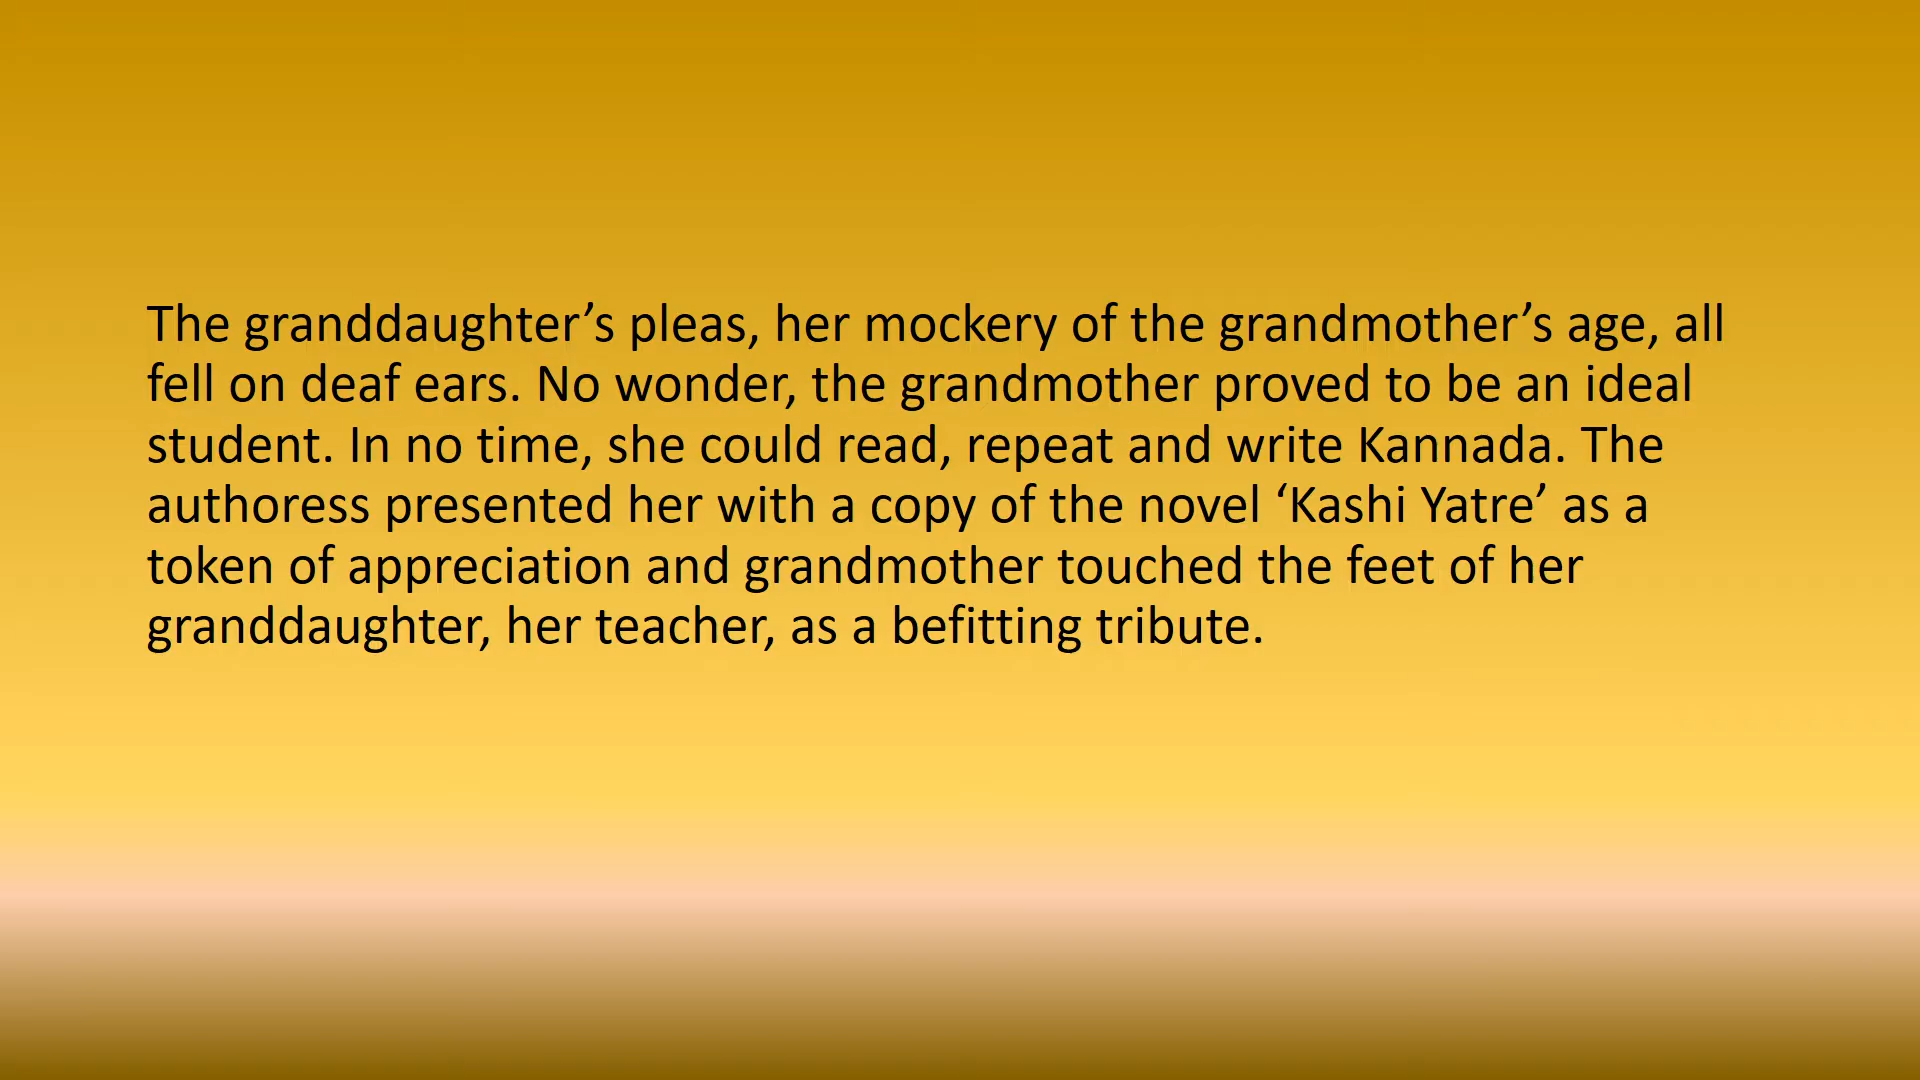 The granddaughter’s pleas, her mockery of the grandmother’s age, all
fell on deaf ears. No wonder, the grandmother proved to be an ideal
student. In no time, she could read, repeat and write Kannada. The
authoress presented her with a copy of the novel ‘Kashi Yatre’ as a
token of appreciation and grandmother touched the feet of her
granddaughter, her teacher, as a befitting tribute.